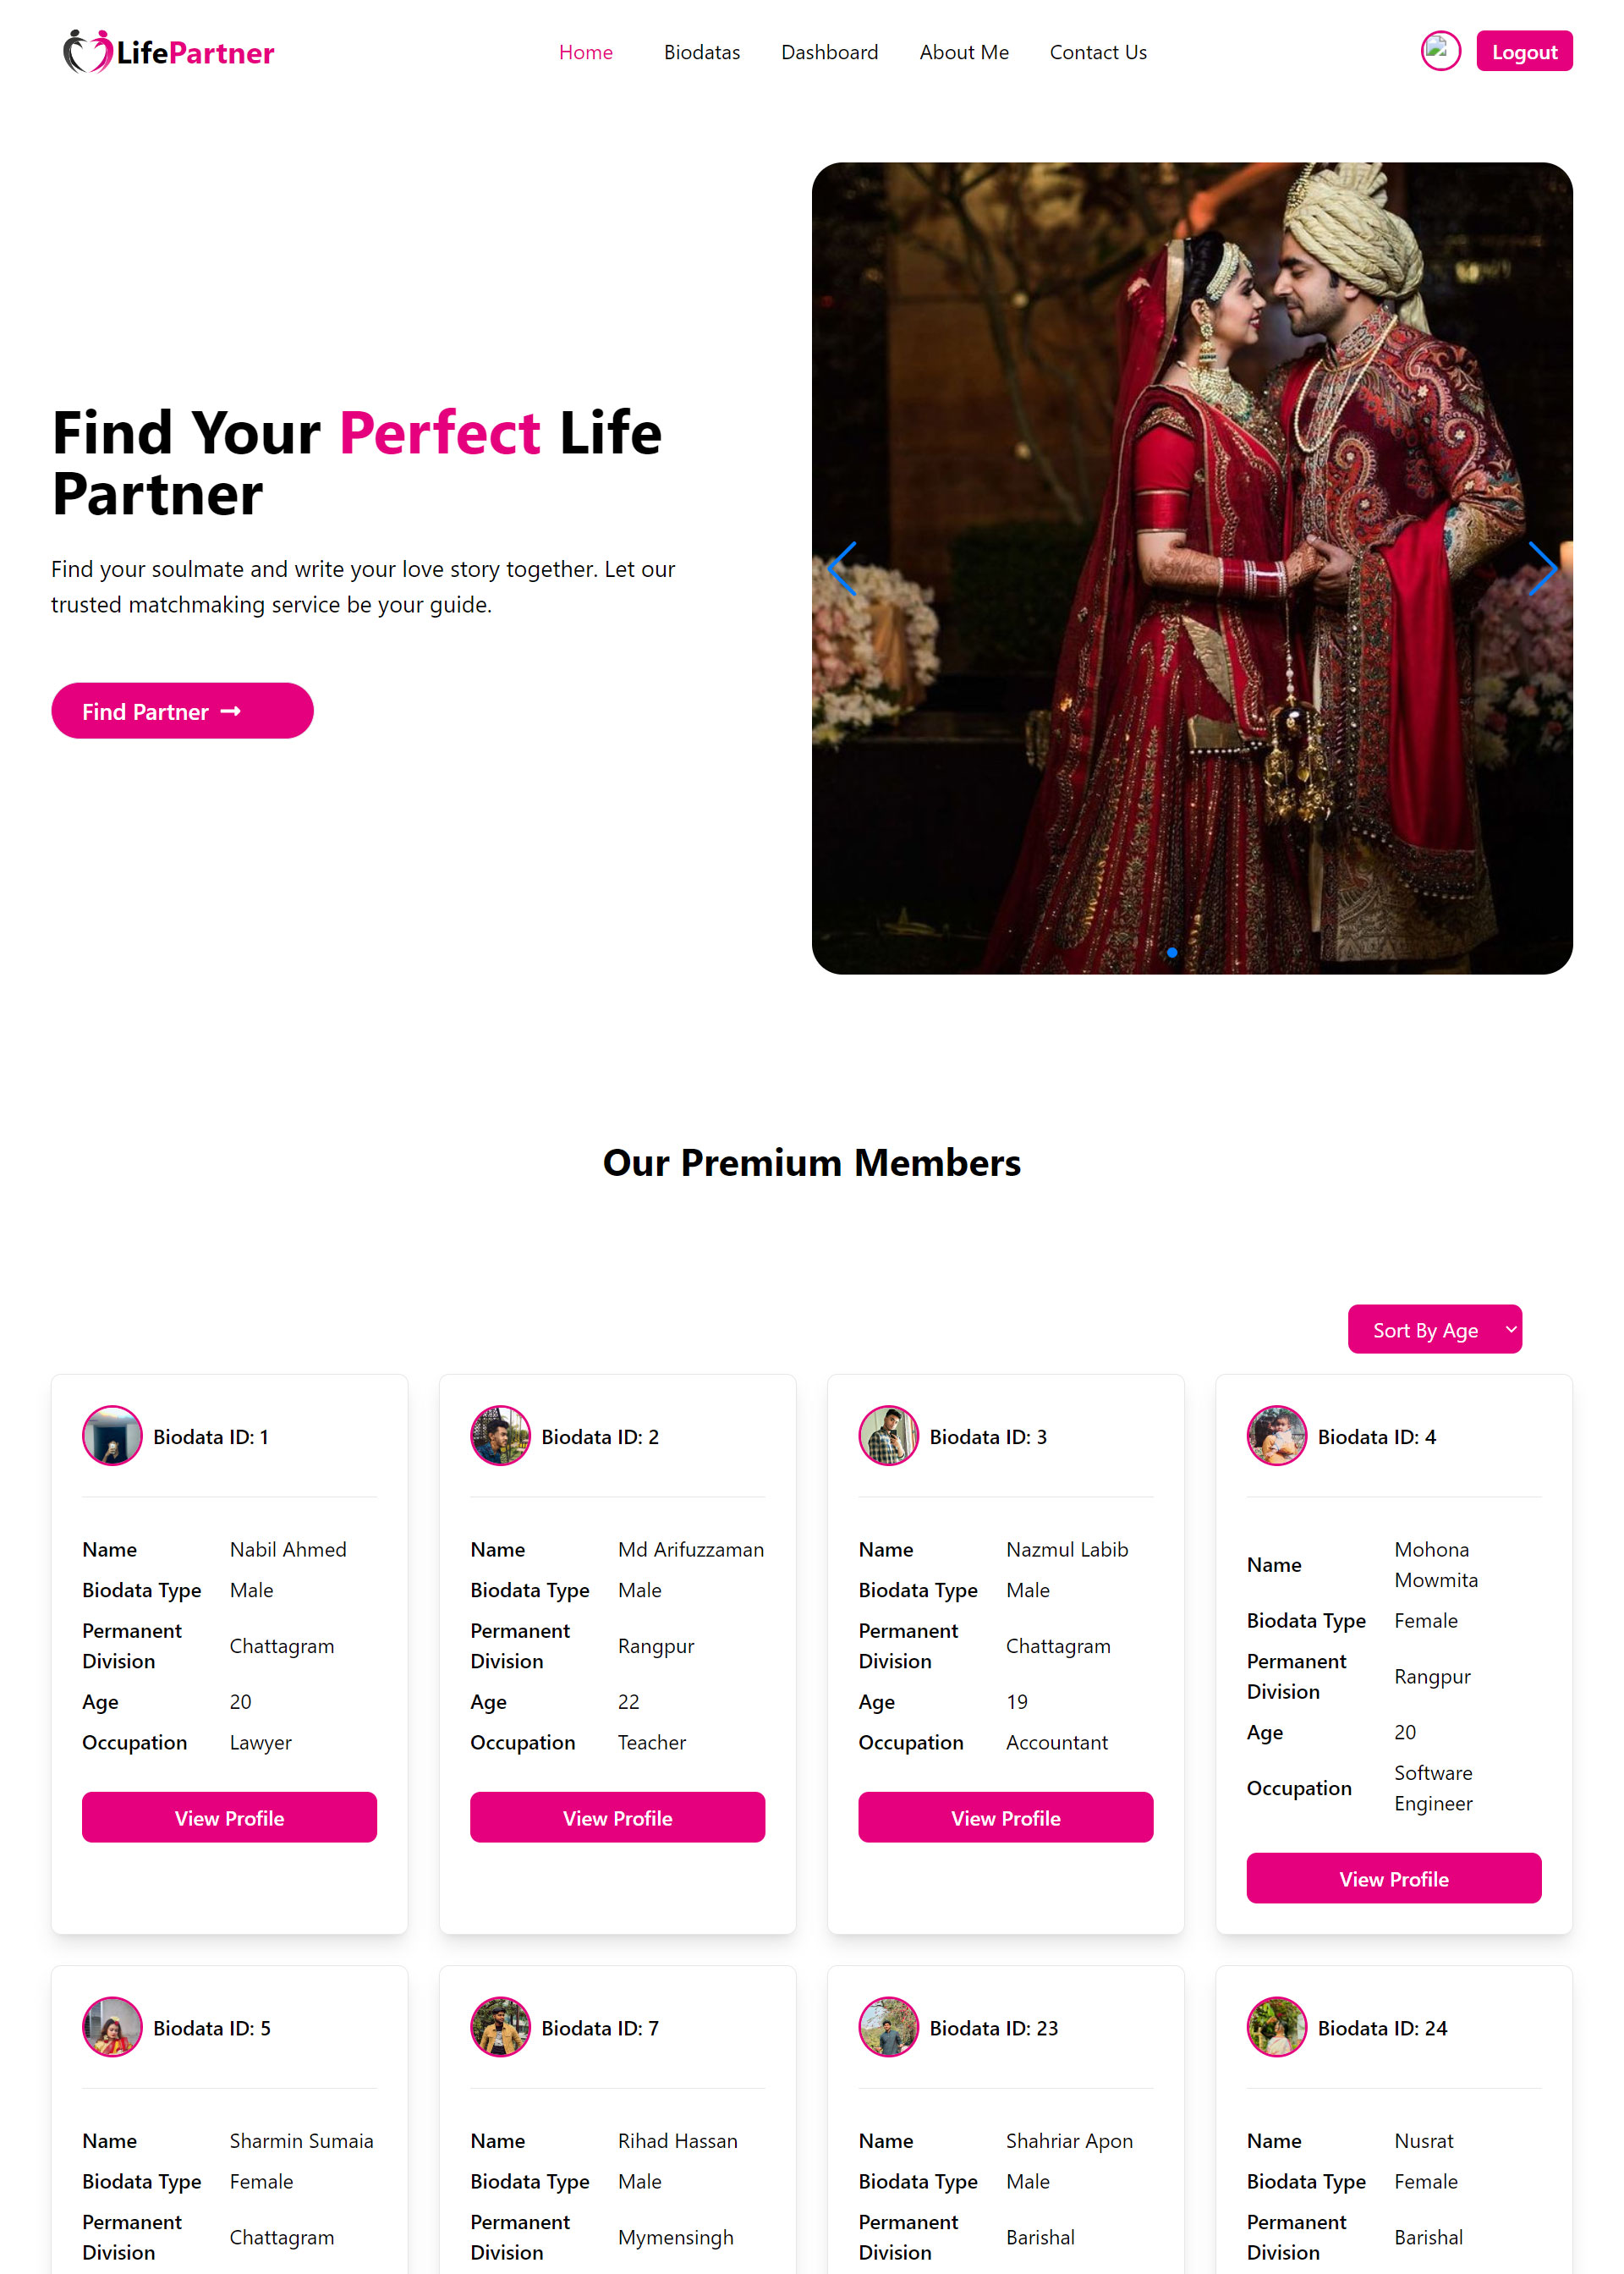 LifePartner
Home Biodatas Dashboard About Me Contact Us
Logout
Find Your Perfect Life
Partner
Find your soulmate and write your love story together. Let our
trusted matchmaking service be your guide.
Find Partner
Our Premium Members
Sort By Age
Biodata ID: 1
Name Nabil Ahmed
Biodata Type Male
Permanent
Division
Chattagram
Age 20
Occupation Lawyer
View Profile
Biodata ID: 2
Name Md Arifuzzaman
Biodata Type Male
Permanent
Division
Rangpur
Age 22
Occupation Teacher
View Profile
Biodata ID: 3
Name Nazmul Labib
Biodata Type Male
Permanent
Division
Chattagram
Age 19
Occupation Accountant
View Profile
Biodata ID: 4
Name
Mohona
Mowmita
Biodata Type Female
Permanent
Division
Rangpur
Age 20
Occupation
Software
Engineer
View Profile
Biodata ID: 5
Name Sharmin Sumaia
Biodata Type Female
Permanent
Division
Chattagram
Biodata ID: 7
Name Rihad Hassan
Biodata Type Male
Permanent
Division
Mymensingh
Biodata ID: 23
Name Shahriar Apon
Biodata Type Male
Permanent
Division
Barishal
Biodata ID: 24
Name Nusrat
Biodata Type Female
Permanent
Division
Barishal